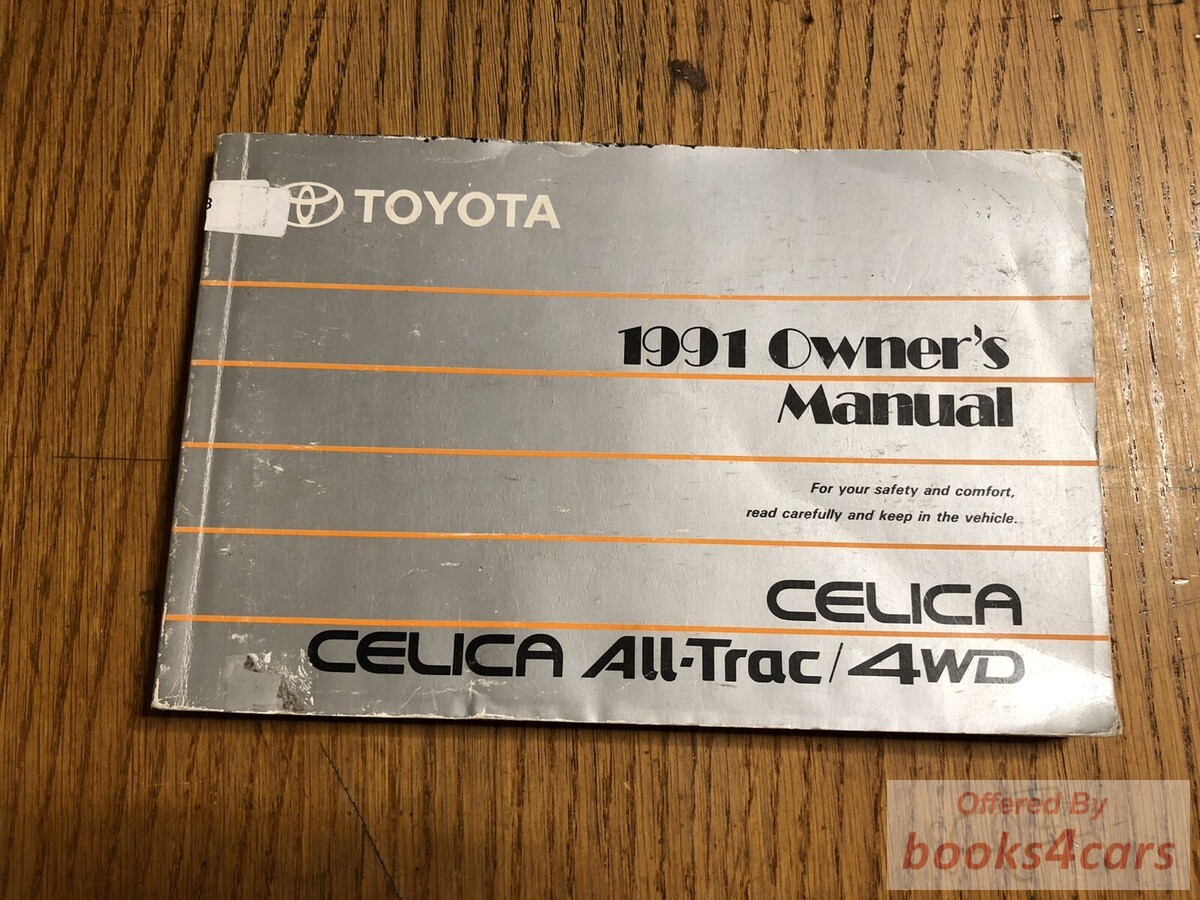 TOYOTA
1991 Owner's
Manual
For your safety and comfort,
read carefully and keep in the vehicle.
CELICA
CELICA All-Trac/4WD
Offered By
books4cars